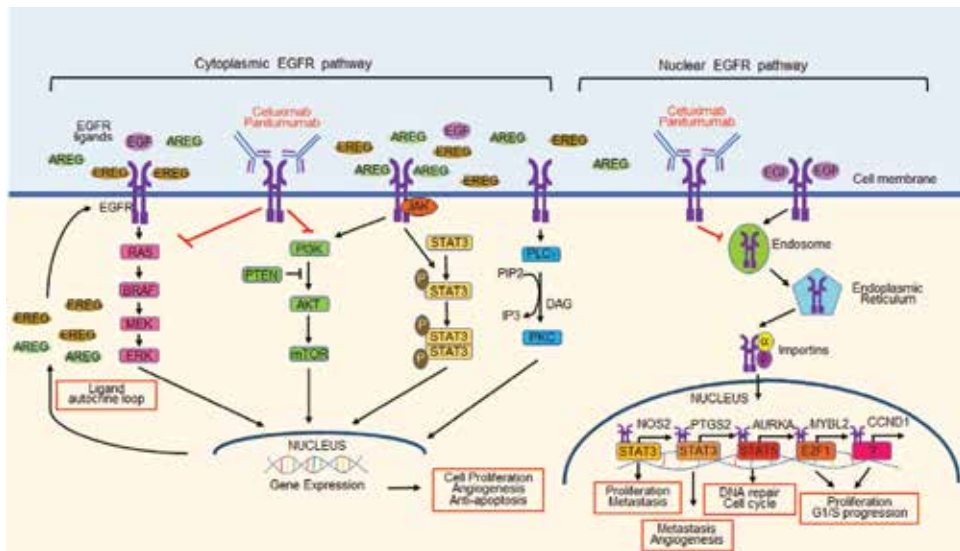 Cytoplasmic EGFR pathway
Nuclear EGFR pathway
EGFR
ligands
AREG
EREG
EGF
AREG
EREG
EREG
Cetuximab
Panitumumab
EREG
AREG
EGF
AREG
EREG
AREG
AREG
EREG
EREG
AREG
Cetuximab
Panitumumab
EGF
EGF
Cell membrane
EGFR
JAK
RAS
BRAF
MEK
ERK
PI3K
PTEN
AKT
mTOR
STAT3
P
STAT3
P
STAT3
P
STAT3
PLC
PIP2
DAG
IP3
PKC
Endosome
Endoplasmic
Reticulum
α
Importins
EREG
EREG
AREG
AREG
Ligand
autocrine loop
NUCLEUS
Gene Expression
Cell Proliferation
Angiogenesis
Anti-apoptosis
NUCLEUS
NOS2
PTGS2
AURKA
MYBL2
CCND1
STAT3
STAT3
STAT5
E2F1
?
Proliferation
Metastasis
Metastasis
Angiogenesis
DNA repair
Cell cycle
Proliferation
G1/S progression